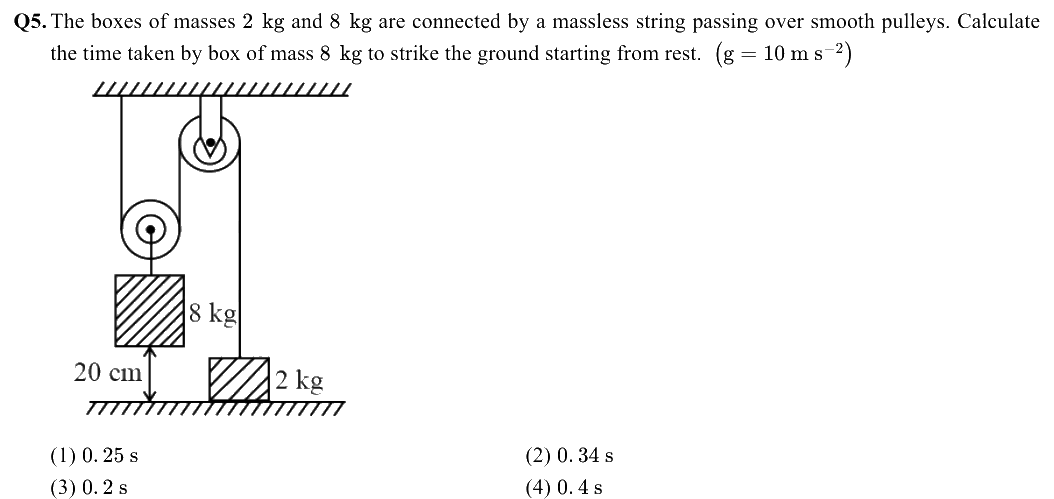 Q5. The boxes of masses 2 kg and 8 kg are connected by a massless string passing over smooth pulleys. Calculate
the time taken by box of mass 8 kg to strike the ground starting from rest. (g = 10 m s⁻²)
8 kg
20 cm
2 kg
(1) 0. 25 s
(2) 0. 34 s
(3) 0. 2 s
(4) 0. 4 s